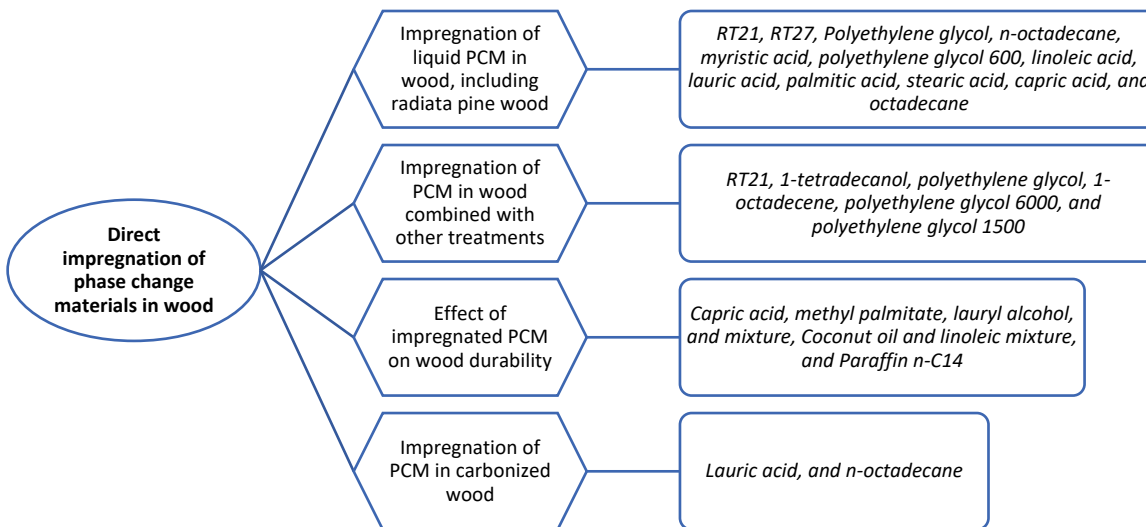 Direct
impregnation of
phase change
materials in wood
Impregnation of
liquid PCM in
wood, including
radiata pine wood
RT21, RT27, Polyethylene glycol, n-octadecane,
myristic acid, polyethylene glycol 600, linoleic acid,
lauric acid, palmitic acid, stearic acid, capric acid, and
octadecane
Impregnation of
PCM in wood
combined with
other treatments
RT21, 1-tetradecanol, polyethylene glycol, 1-
octadecene, polyethylene glycol 6000, and
polyethylene glycol 1500
Effect of
impregnated PCM
on wood durability
Capric acid, methyl palmitate, lauryl alcohol,
and mixture, Coconut oil and linoleic mixture,
and Paraffin n-C14
Impregnation of
PCM in carbonized
wood
Lauric acid, and n-octadecane